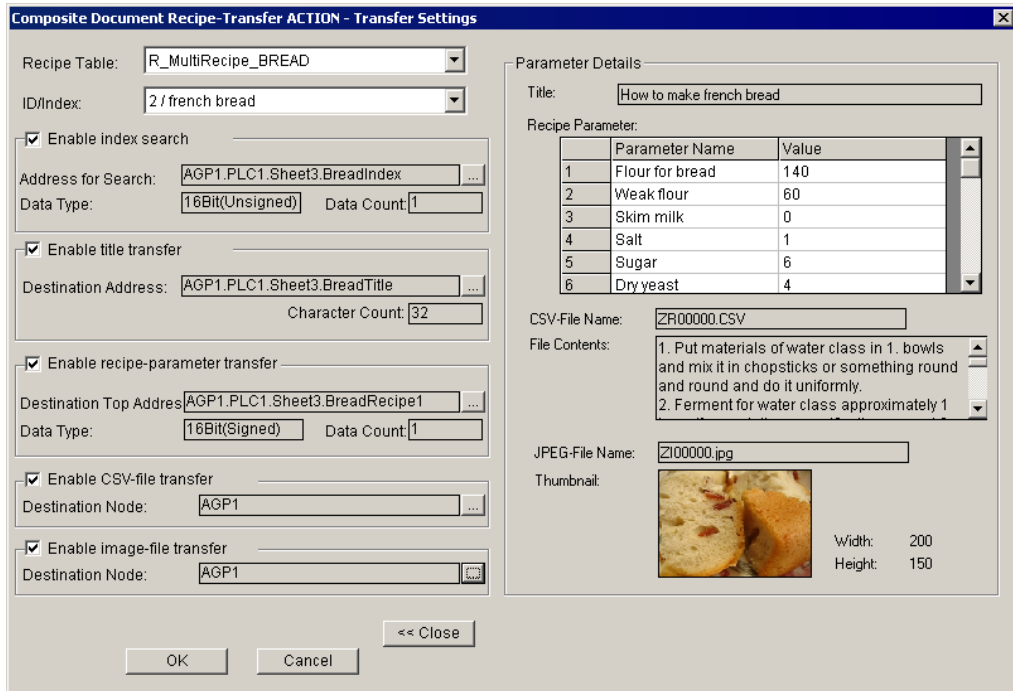 Composite Document Recipe-Transfer ACTION - Transfer Settings
Recipe Table: R_MultiRecipe_BREAD
ID/Index: 2 / french bread
Enable index search
Address for Search: AGP1.PLC1.Sheet3.BreadIndex ...
Data Type: 16Bit(Unsigned) Data Count: 1
Enable title transfer
Destination Address: AGP1.PLC1.Sheet3.BreadTitle ...
Character Count: 32
Enable recipe-parameter transfer
Destination Top Addres AGP1.PLC1.Sheet3.BreadRecipe1 ...
Data Type: 16Bit(Signed) Data Count: 1
Enable CSV-file transfer
Destination Node: AGP1 ...
Enable image-file transfer
Destination Node: AGP1 ...
<< Close
OK Cancel
Parameter Details
Title: How to make french bread
Recipe Parameter:
Parameter Name Value
1 Flour for bread 140
2 Weak flour 60
3 Skim milk 0
4 Salt 1
5 Sugar 6
6 Dry yeast 4
CSV-File Name: ZR00000.CSV
File Contents: 1. Put materials of water class in 1. bowls
and mix it in chopsticks or something round
and round and do it uniformly.
2. Ferment for water class approximately 1
JPEG-File Name: ZI00000.jpg
Thumbnail:
Width: 200
Height: 150